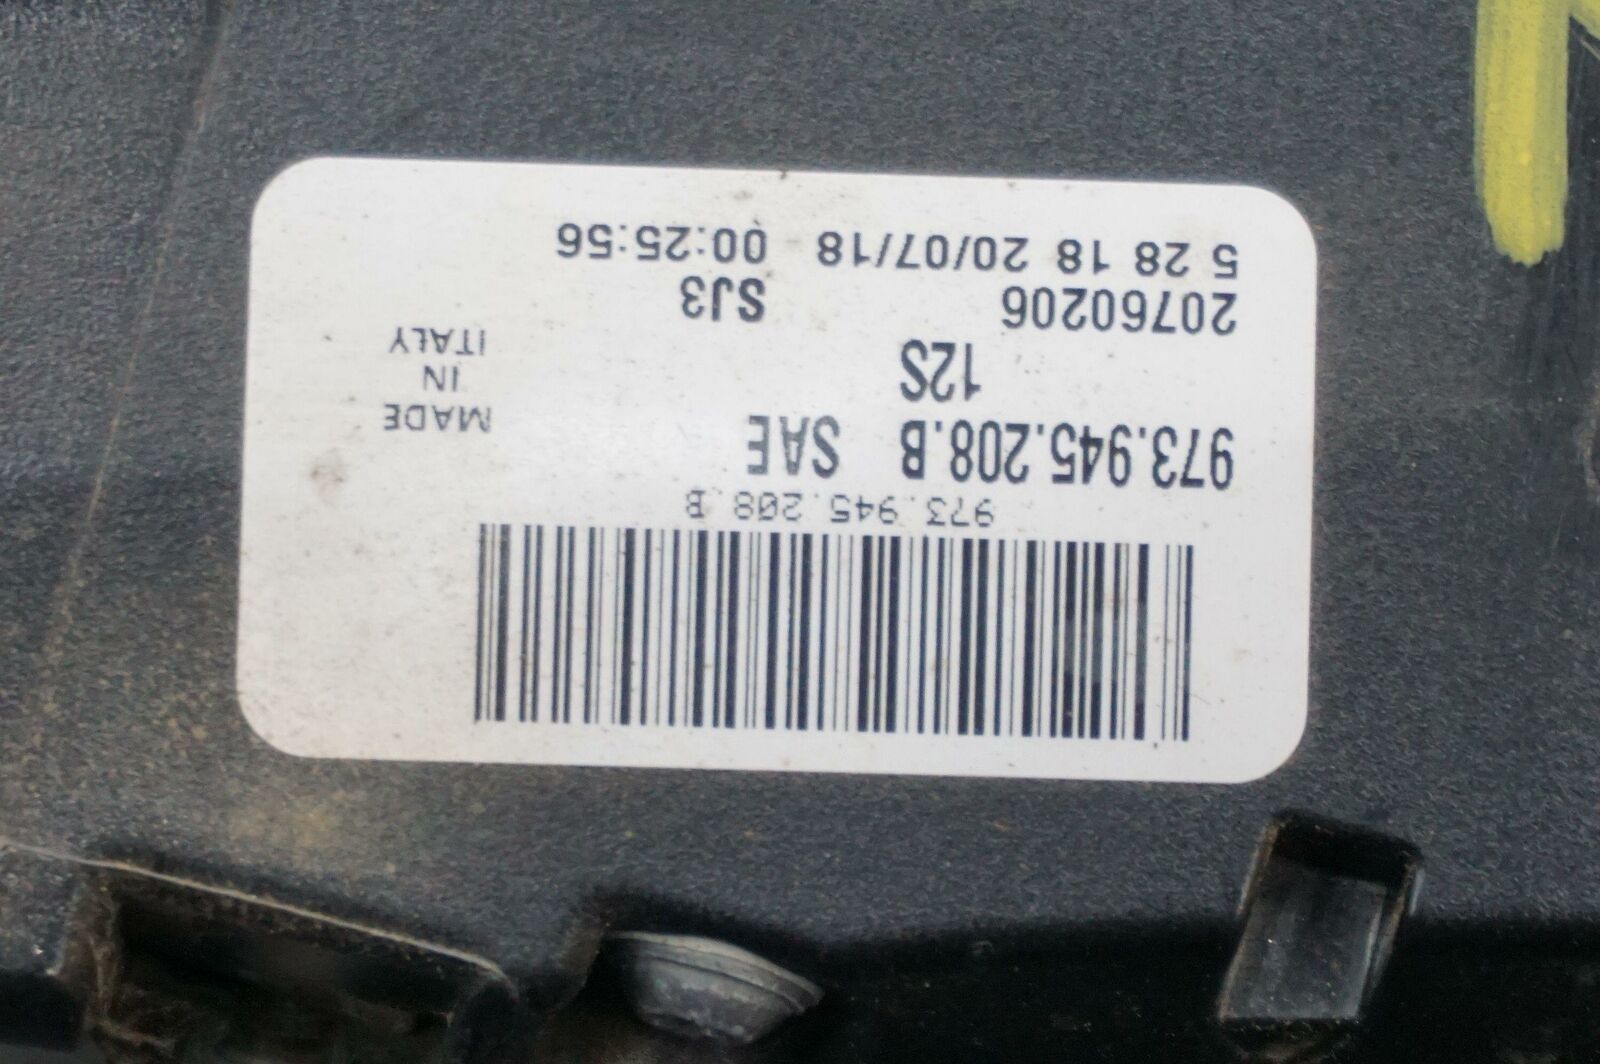 973.945.208.B
973.945.208.B SAE
MADE
IN
ITALY
12S
20760206 SJ3
5 28 18 20/07/18 00:25:56